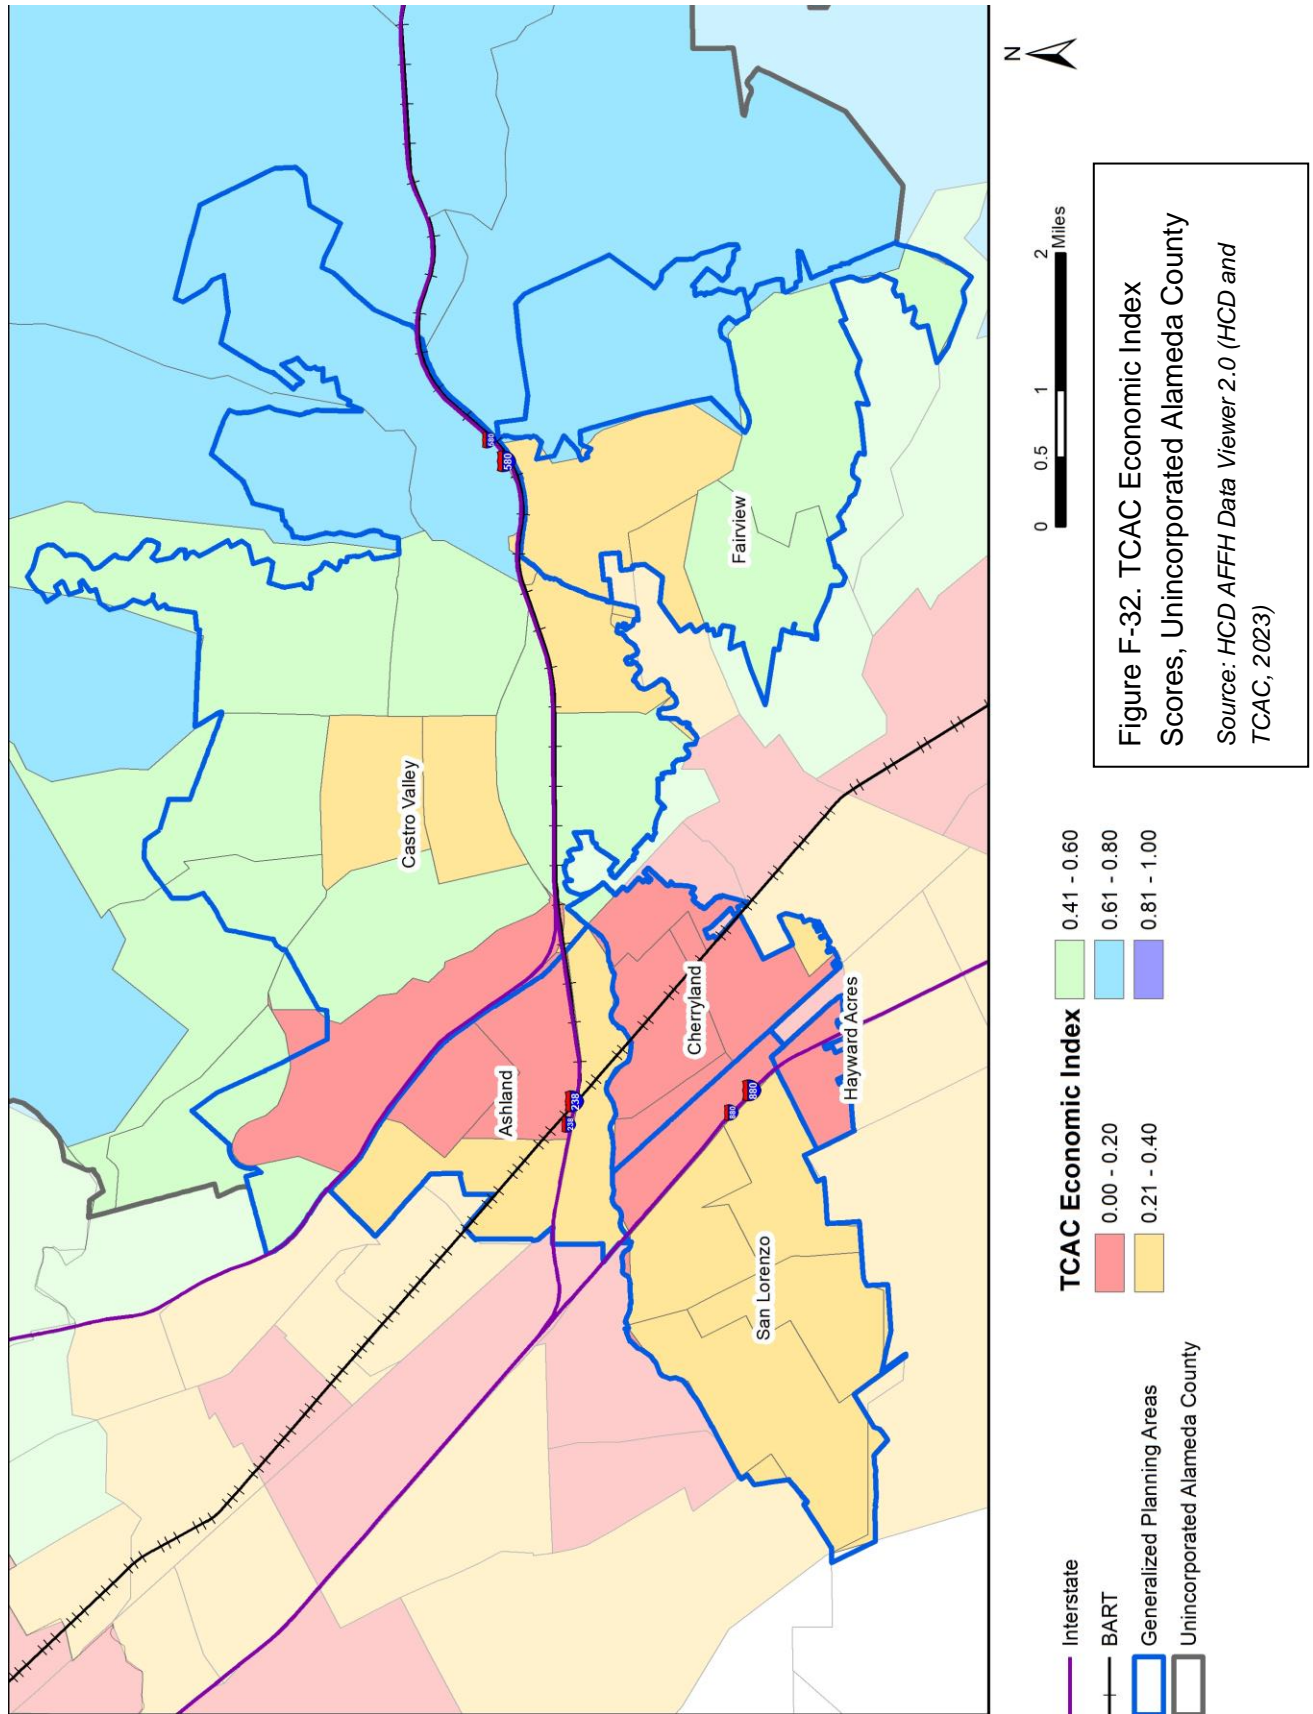 Castro Valley
Ashland
Cherryland
Hayward Acres
San Lorenzo
Fairview
580
580
238
238
880
880
N
0 0.5 1 2
Miles
Interstate
BART
Generalized Planning Areas
Unincorporated Alameda County
TCAC Economic Index
0.00 - 0.20
0.21 - 0.40
0.41 - 0.60
0.61 - 0.80
0.81 - 1.00
Figure F-32. TCAC Economic Index
Scores, Unincorporated Alameda County
Source: HCD AFFH Data Viewer 2.0 (HCD and
TCAC, 2023)